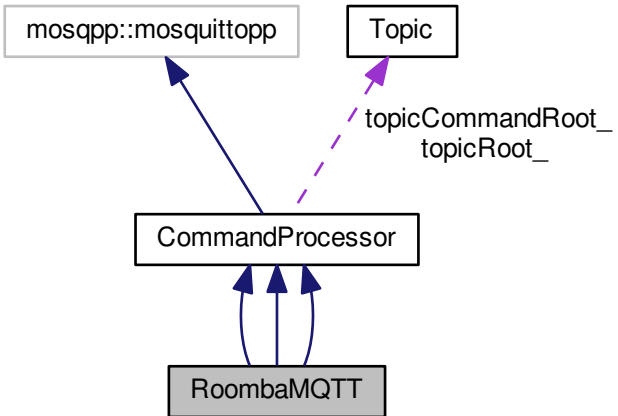 mosqpp::mosquittopp
Topic
topicCommandRoot_
topicRoot_
CommandProcessor
RoombaMQTT